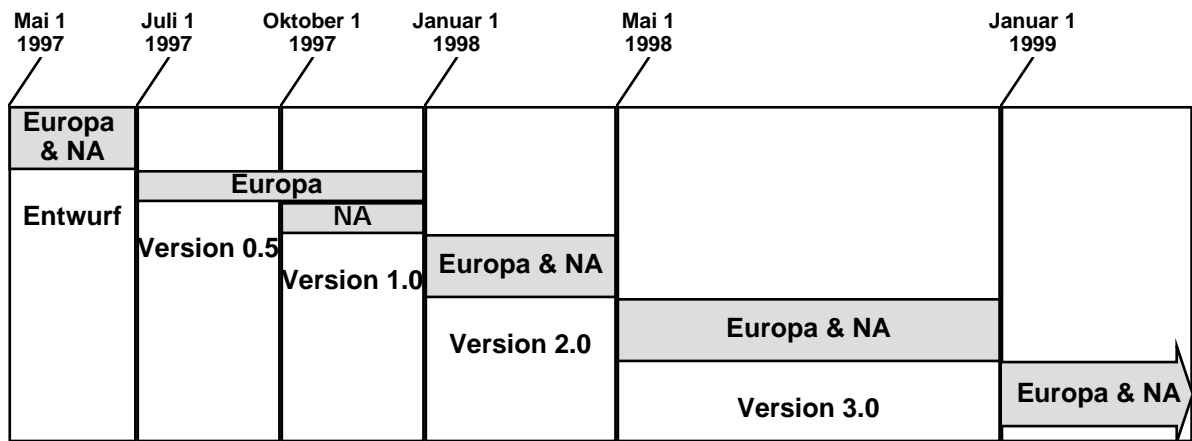 Mai 1
1997
Juli 1
1997
Oktober 1
1997
Januar 1
1998
Mai 1
1998
Januar 1
1999
Europa
& NA
Entwurf
Europa
Version 0.5
NA
Version 1.0
Europa & NA
Version 2.0
Europa & NA
Version 3.0
Europa & NA